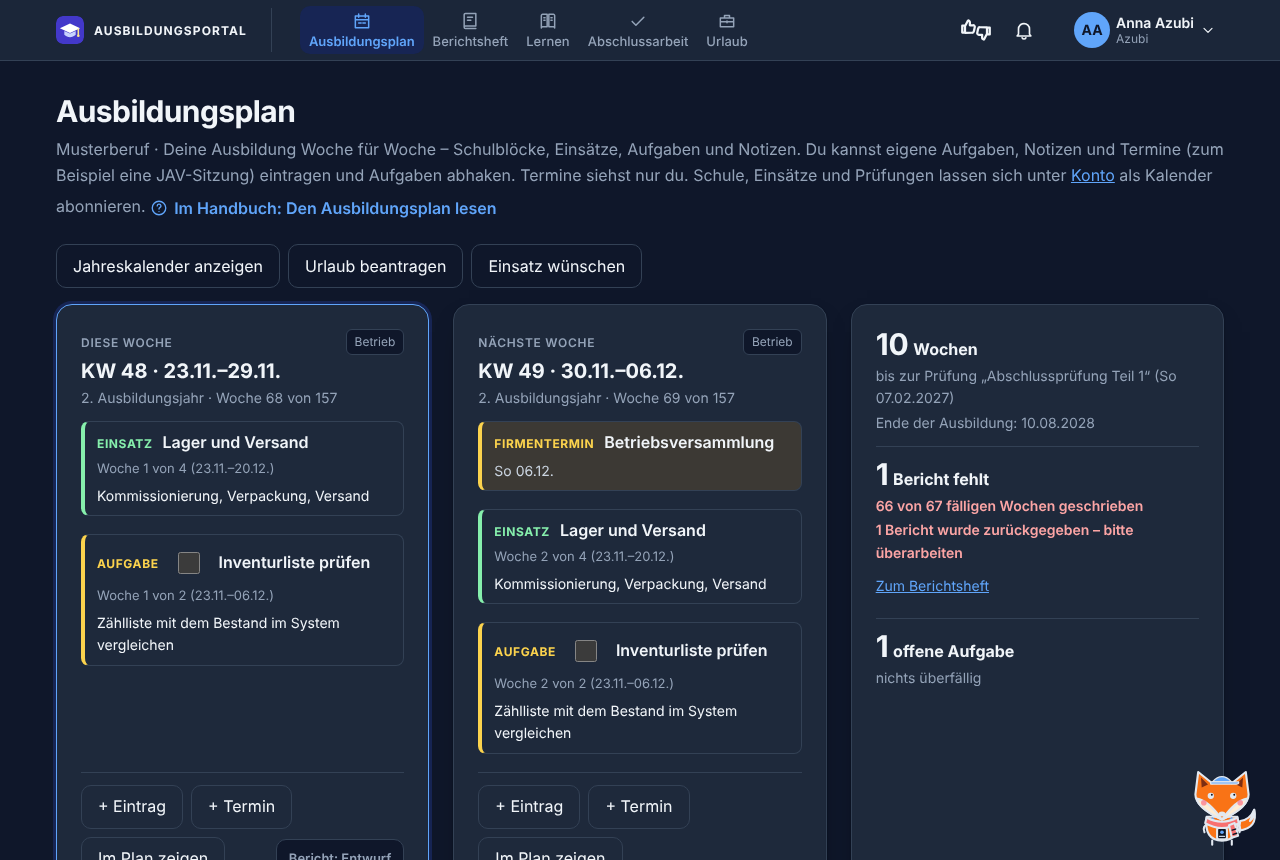 AUSBILDUNGSPORTAL
Ausbildungsplan
Berichtsheft
Lernen
Abschlussarbeit
Urlaub
AA
Anna Azubi
Azubi
Ausbildungsplan
Musterberuf · Deine Ausbildung Woche für Woche – Schulblöcke, Einsätze, Aufgaben und Notizen. Du kannst eigene Aufgaben, Notizen und Termine (zum
Beispiel eine JAV-Sitzung) eintragen und Aufgaben abhaken. Termine siehst nur du. Schule, Einsätze und Prüfungen lassen sich unter Konto als Kalender
abonnieren. Im Handbuch: Den Ausbildungsplan lesen
Jahreskalender anzeigen
Urlaub beantragen
Einsatz wünschen
DIESE WOCHE
Betrieb
KW 48 · 23.11.–29.11.
2. Ausbildungsjahr · Woche 68 von 157
EINSATZ Lager und Versand
Woche 1 von 4 (23.11.–20.12.)
Kommissionierung, Verpackung, Versand
AUFGABE Inventurliste prüfen
Woche 1 von 2 (23.11.–06.12.)
Zählliste mit dem Bestand im System
vergleichen
+ Eintrag
+ Termin
Im Plan zeigen
Bericht: Entwurf
NÄCHSTE WOCHE
Betrieb
KW 49 · 30.11.–06.12.
2. Ausbildungsjahr · Woche 69 von 157
FIRMENTERMIN Betriebsversammlung
So 06.12.
EINSATZ Lager und Versand
Woche 2 von 4 (23.11.–20.12.)
Kommissionierung, Verpackung, Versand
AUFGABE Inventurliste prüfen
Woche 2 von 2 (23.11.–06.12.)
Zählliste mit dem Bestand im System
vergleichen
+ Eintrag
+ Termin
Im Plan zeigen
10 Wochen
bis zur Prüfung „Abschlussprüfung Teil 1“ (So
07.02.2027)
Ende der Ausbildung: 10.08.2028
1 Bericht fehlt
66 von 67 fälligen Wochen geschrieben
1 Bericht wurde zurückgegeben – bitte
überarbeiten
Zum Berichtsheft
1 offene Aufgabe
nichts überfällig